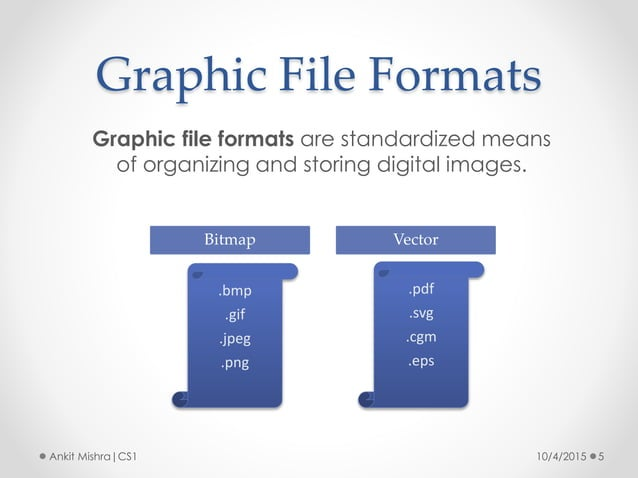 Graphic File Formats
Graphic file formats are standardized means
of organizing and storing digital images.
Bitmap
.bmp
.gif
.jpeg
.png
Vector
.pdf
.svg
.cgm
.eps
Ankit Mishra|CS1
10/4/2015
5